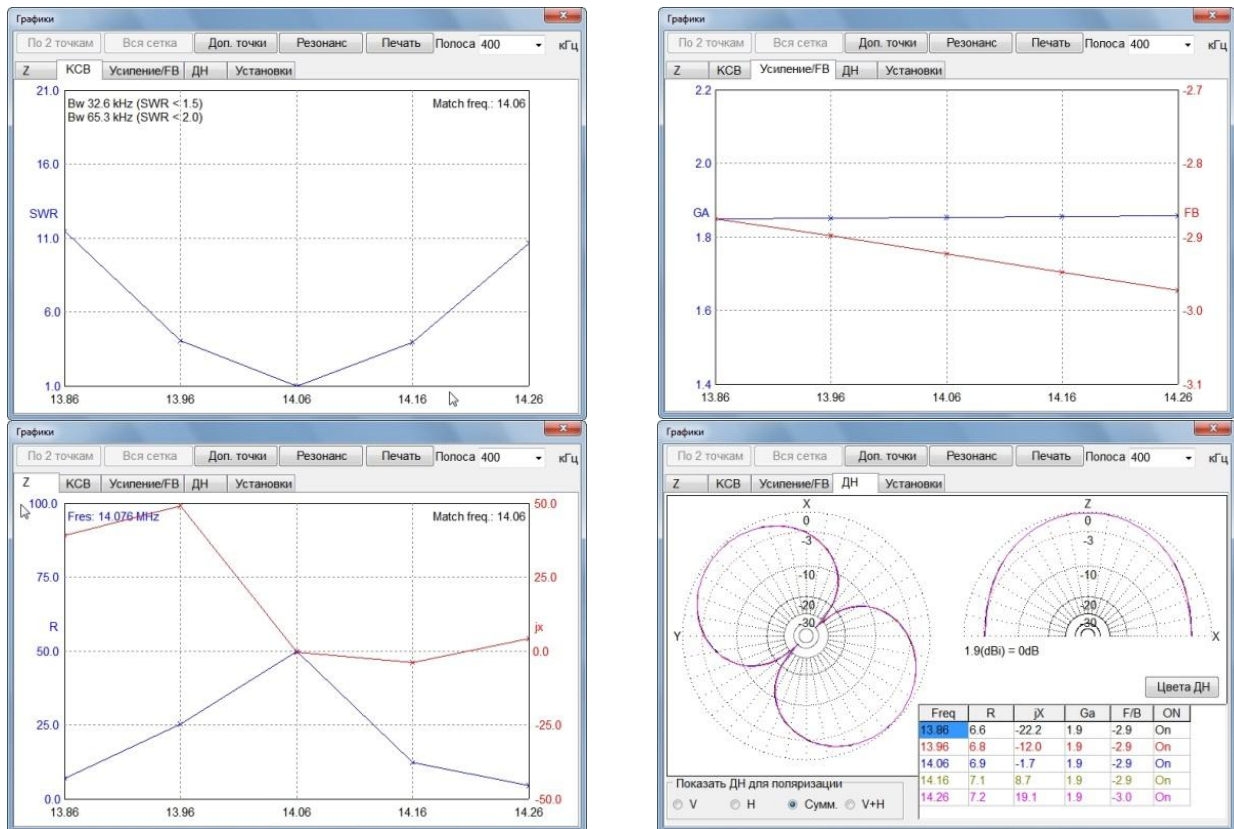 Графики
По 2 точкам Вся сетка Доп. точки Резонанс Печать Полоса 400 кГц
Z КСВ Усиление/FB ДН Установки
21.0
Bw 32.6 kHz (SWR < 1.5) Match freq.: 14.06
Bw 65.3 kHz (SWR < 2.0)
16.0
SWR
11.0
6.0
1.0
13.86 13.96 14.06 14.16 14.26
Графики
По 2 точкам Вся сетка Доп. точки Резонанс Печать Полоса 400 кГц
Z КСВ Усиление/FB ДН Установки
2.2 -2.7
2.0 -2.8
GA FB
1.8 -2.9
1.6 -3.0
1.4 -3.1
13.86 13.96 14.06 14.16 14.26
Графики
По 2 точкам Вся сетка Доп. точки Резонанс Печать Полоса 400 кГц
Z КСВ Усиление/FB ДН Установки
100.0 50.0
Fres: 14.076 MHz Match freq.: 14.06
75.0 25.0
R jx
50.0 0.0
25.0 -25.0
0.0 -50.0
13.86 13.96 14.06 14.16 14.26
Графики
По 2 точкам Вся сетка Доп. точки Резонанс Печать Полоса 400 кГц
Z КСВ Усиление/FB ДН Установки
X Z
0 0
-3 -3
-10 -10
-20 -20
-30 -30
Y X
1.9(dBi) = 0dB
Цвета ДН
Freq R jX Ga F/B ON
13.86 6.6 -22.2 1.9 -2.9 On
13.96 6.8 -12.0 1.9 -2.9 On
14.06 6.9 -1.7 1.9 -2.9 On
14.16 7.1 8.7 1.9 -2.9 On
14.26 7.2 19.1 1.9 -3.0 On
Показать ДН для поляризации
V H Сумм. V+H